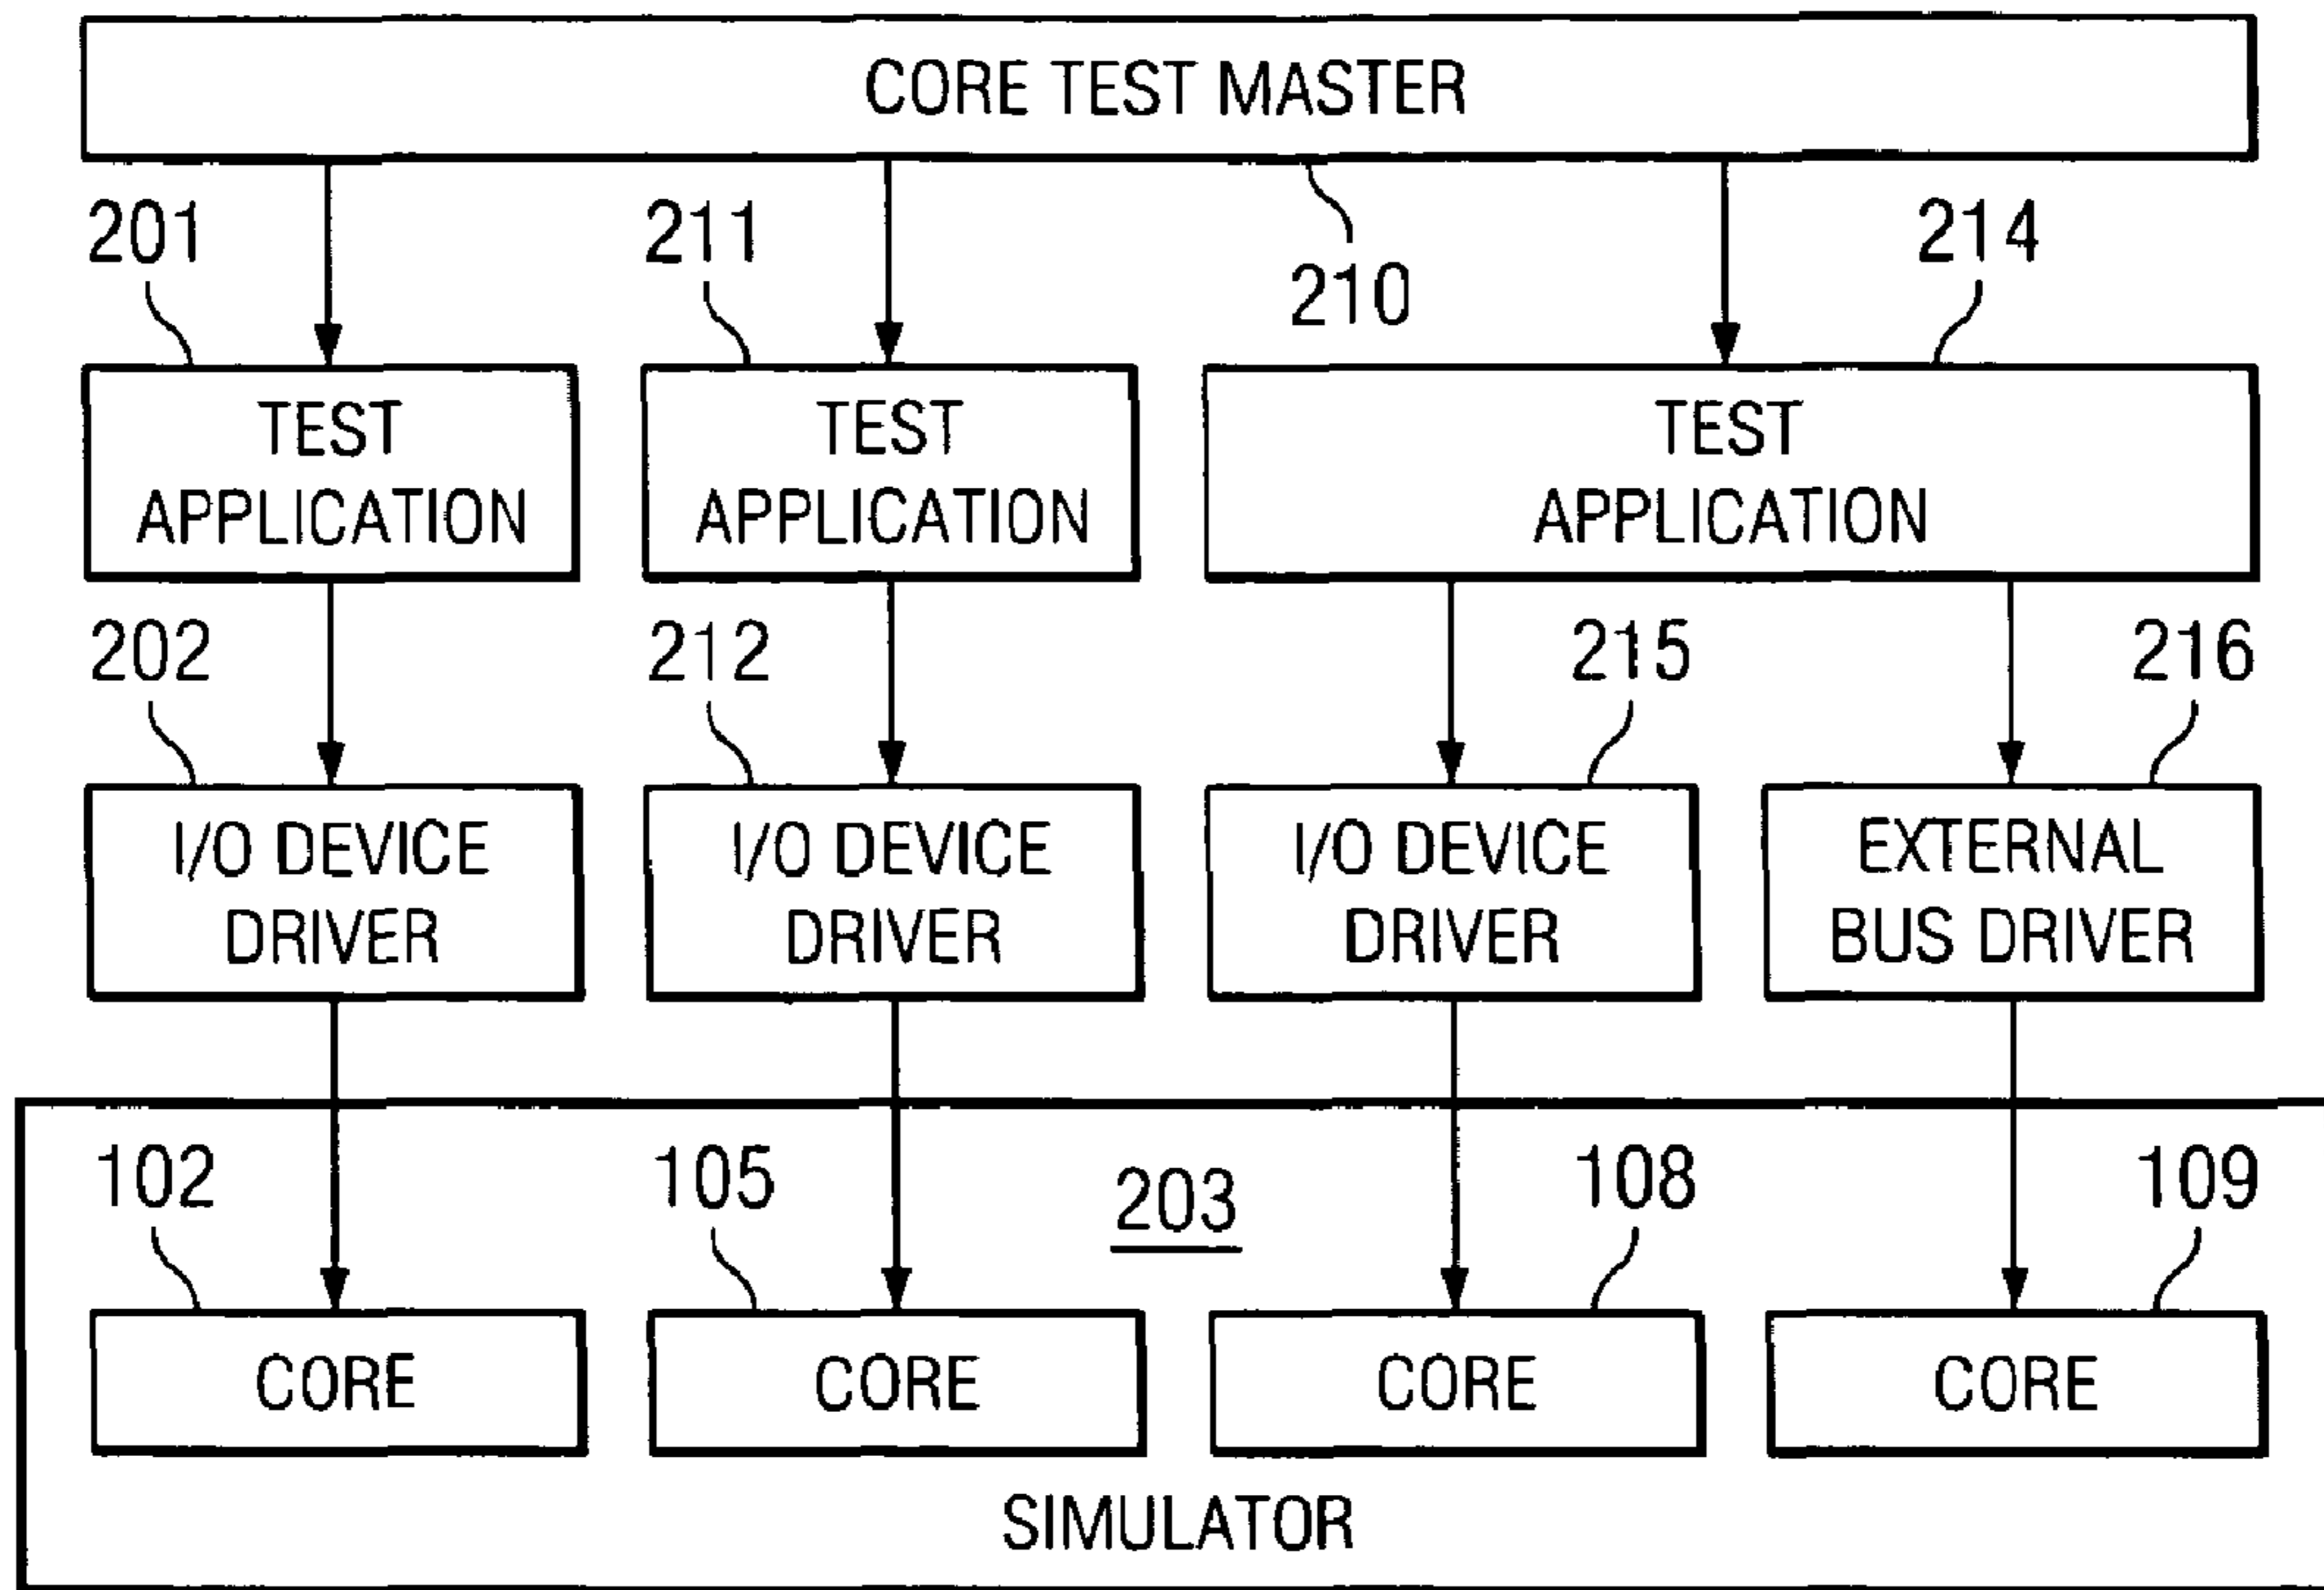 CORE TEST MASTER
201
211
210
214
TEST
APPLICATION
TEST
APPLICATION
TEST
APPLICATION
202
212
215
216
I/O DEVICE
DRIVER
I/O DEVICE
DRIVER
I/O DEVICE
DRIVER
EXTERNAL
BUS DRIVER
102
105
203
108
109
CORE
CORE
CORE
CORE
SIMULATOR